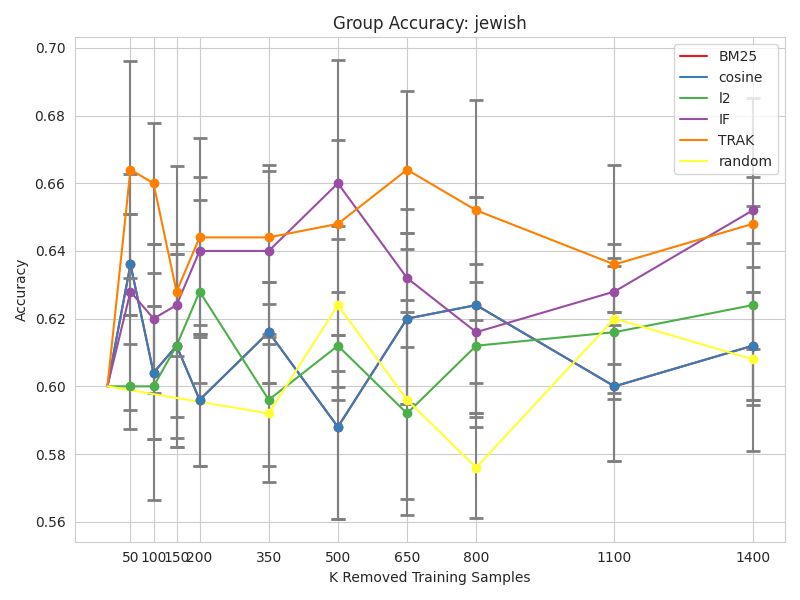 Group Accuracy: jewish
0.70
0.68
0.66
0.64
0.62
0.60
0.58
0.56
Accuracy
BM25
cosine
l2
IF
TRAK
random
50 100 150 200 350 500 650 800 1100 1400
K Removed Training Samples